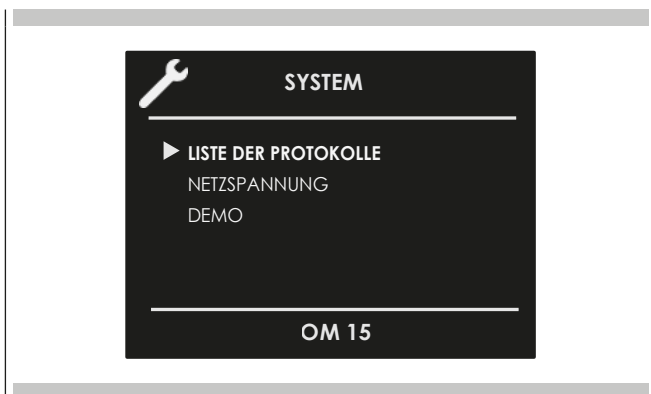 SYSTEM
LISTE DER PROTOKOLLE
NETZSPANNUNG
DEMO
OM 15